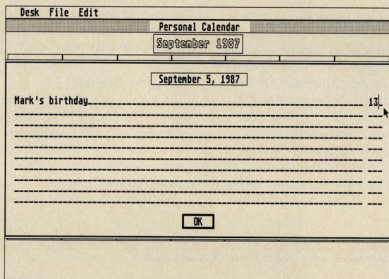 Desk File Edit
Personal Calendar
September 1987
September 5, 1987
Mark's birthday 13
OK